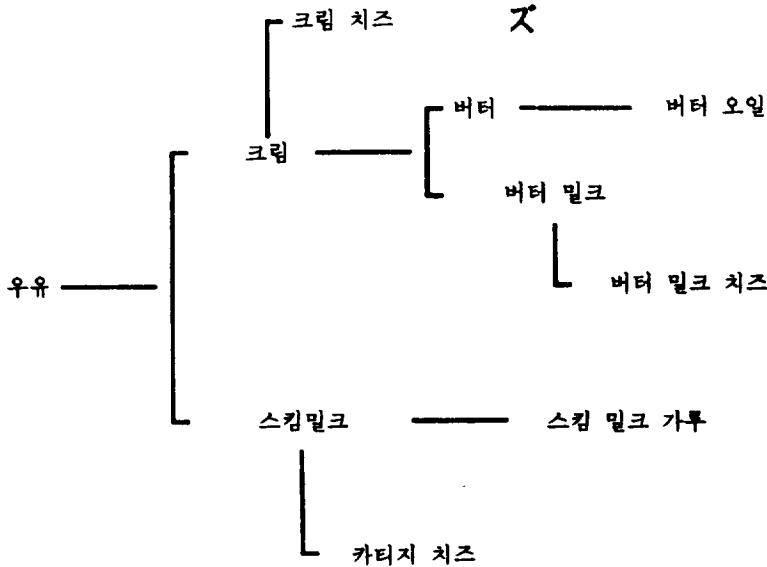 크림 치즈 ズ
버터 버터 오일
크림
버터 밀크
우유 버터 밀크 치즈
스킴밀크 스킴 밀크 가루
카티지 치즈